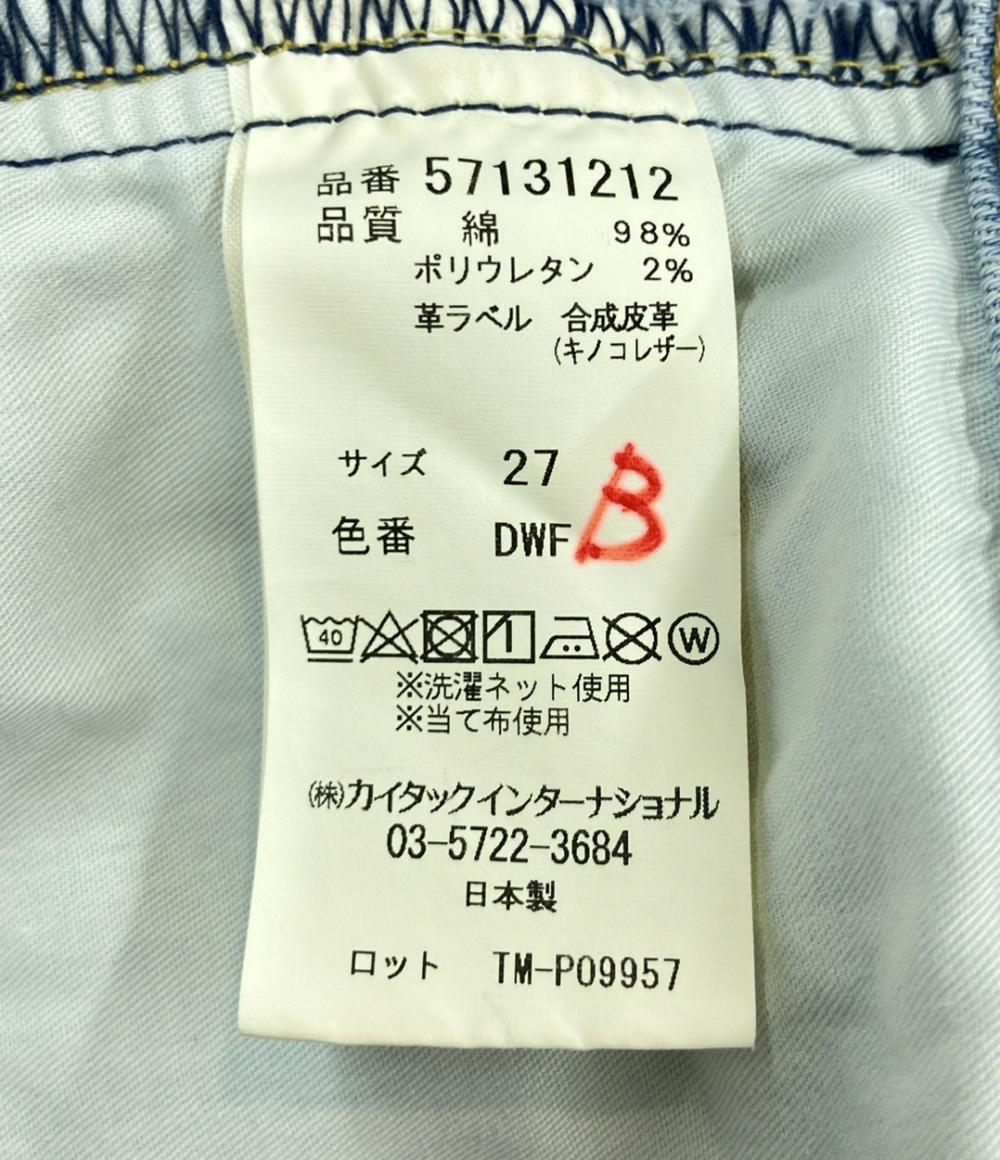 品番 57131212
品質 綿 98%
ポリウレタン 2%
革ラベル 合成皮革
(キノコレザー)
サイズ 27
B
色番 DWF
40 W
※洗濯ネット使用
※当て布使用
㈱カイタックインターナショナル
03-5722-3684
日本製
ロット TM-P09957